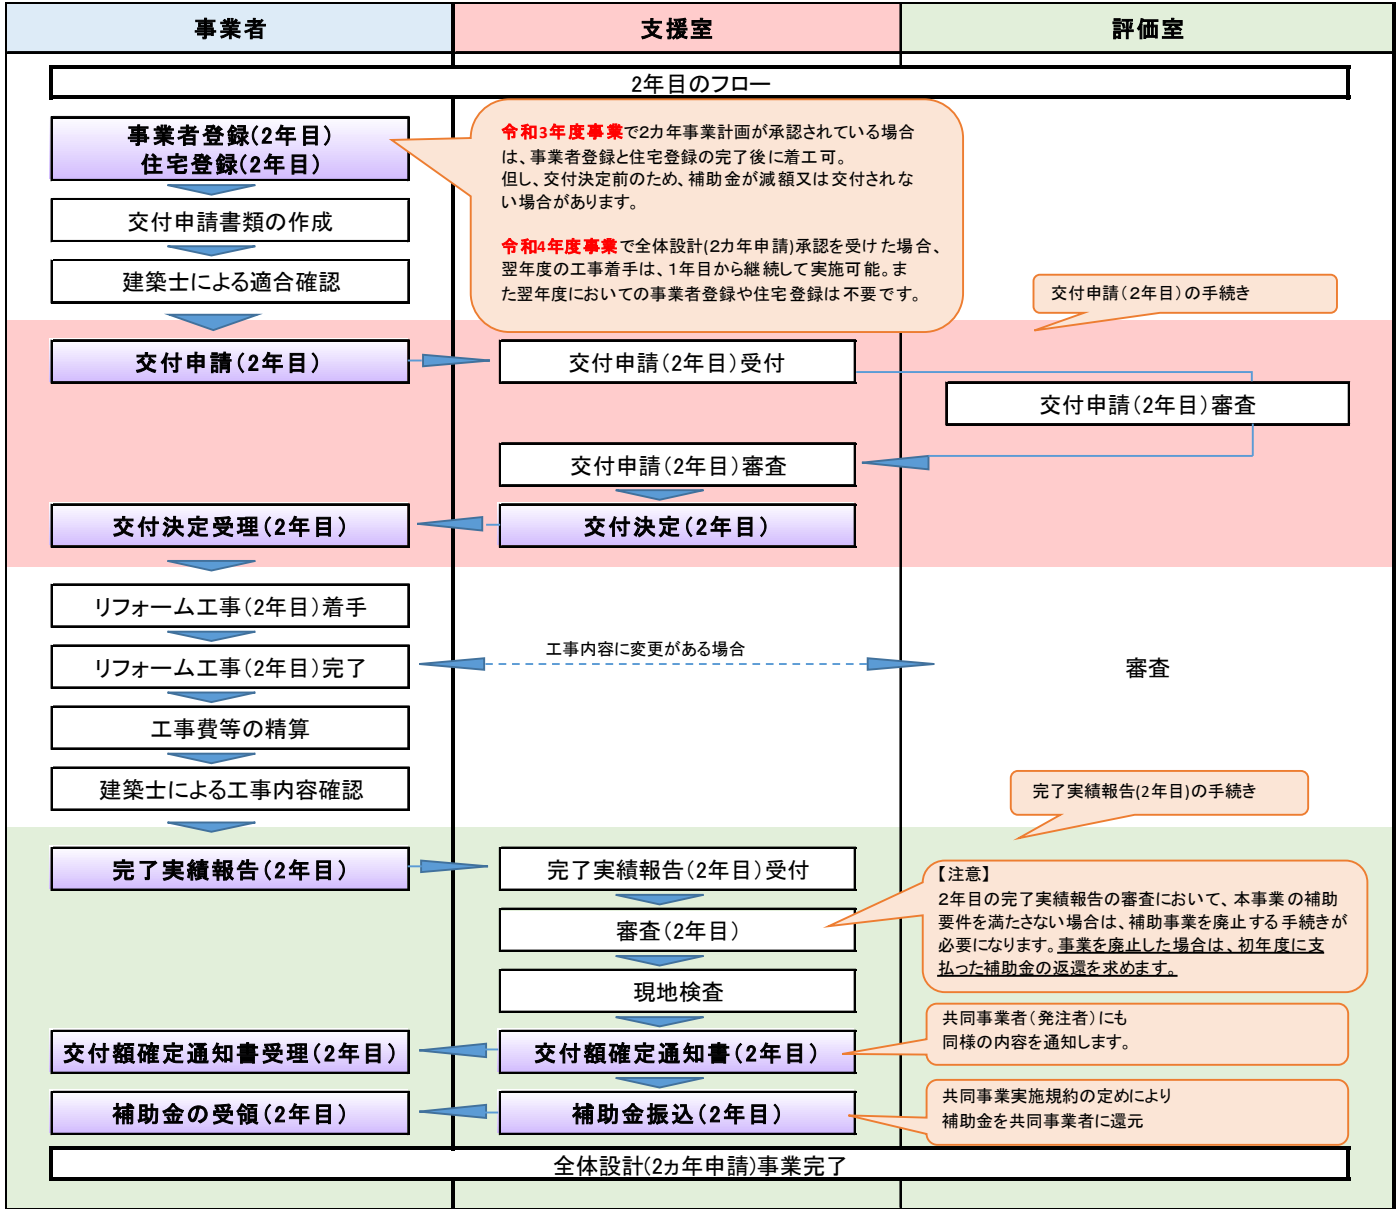 事業者
支援室
評価室
2年目のフロー
事業者登録(2年目)
住宅登録(2年目)
令和3年度事業で2カ年事業計画が承認されている場合
は、事業者登録と住宅登録の完了後に着工可。
但し、交付決定前のため、補助金が減額又は交付されな
い場合があります。
令和4年度事業で全体設計(2カ年申請)承認を受けた場合、
翌年度の工事着手は、1年目から継続して実施可能。ま
た翌年度においての事業者登録や住宅登録は不要です。
交付申請書類の作成
建築士による適合確認
交付申請(2年目)の手続き
交付申請(2年目)
交付申請(2年目)受付
交付申請(2年目)審査
交付申請(2年目)審査
交付決定受理(2年目)
交付決定(2年目)
リフォーム工事(2年目)着手
工事内容に変更がある場合
リフォーム工事(2年目)完了
審査
工事費等の精算
建築士による工事内容確認
完了実績報告(2年目)の手続き
完了実績報告(2年目)
完了実績報告(2年目)受付
【注意】
2年目の完了実績報告の審査において、本事業の補助
要件を満たさない場合は、補助事業を廃止する手続きが
必要になります。事業を廃止した場合は、初年度に支
払った補助金の返還を求めます。
審査(2年目)
現地検査
共同事業者(発注者)にも
同様の内容を通知します。
交付額確定通知書受理(2年目)
交付額確定通知書(2年目)
共同事業実施規約の定めにより
補助金を共同事業者に還元
補助金の受領(2年目)
補助金振込(2年目)
全体設計(2ヵ年申請)事業完了